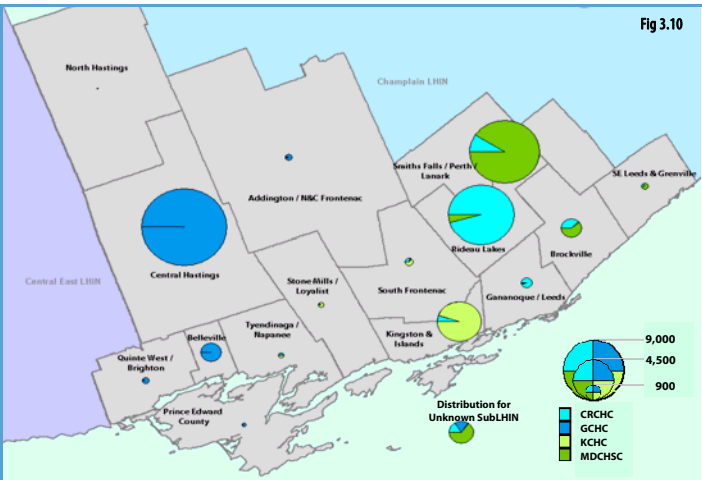 Fig 3.10
North Hastings
Champlain LHIN
Smiths Falls / Perth /
Lanark
SE Leeds & Grenville
Addington / N&C Frontenac
Rideau Lakes
Brockville
Central Hastings
Central East LHIN
Stone Mills /
Loyalist
South Frontenac
Gananoque / Leeds
Tyendinaga /
Napanee
Kingston &
Islands
Belleville
Quinte West /
Brighton
Prince Edward
County
Distribution for
Unknown SubLHIN
9,000
4,500
900
CRCHC
GCHC
KCHC
MDCHSC